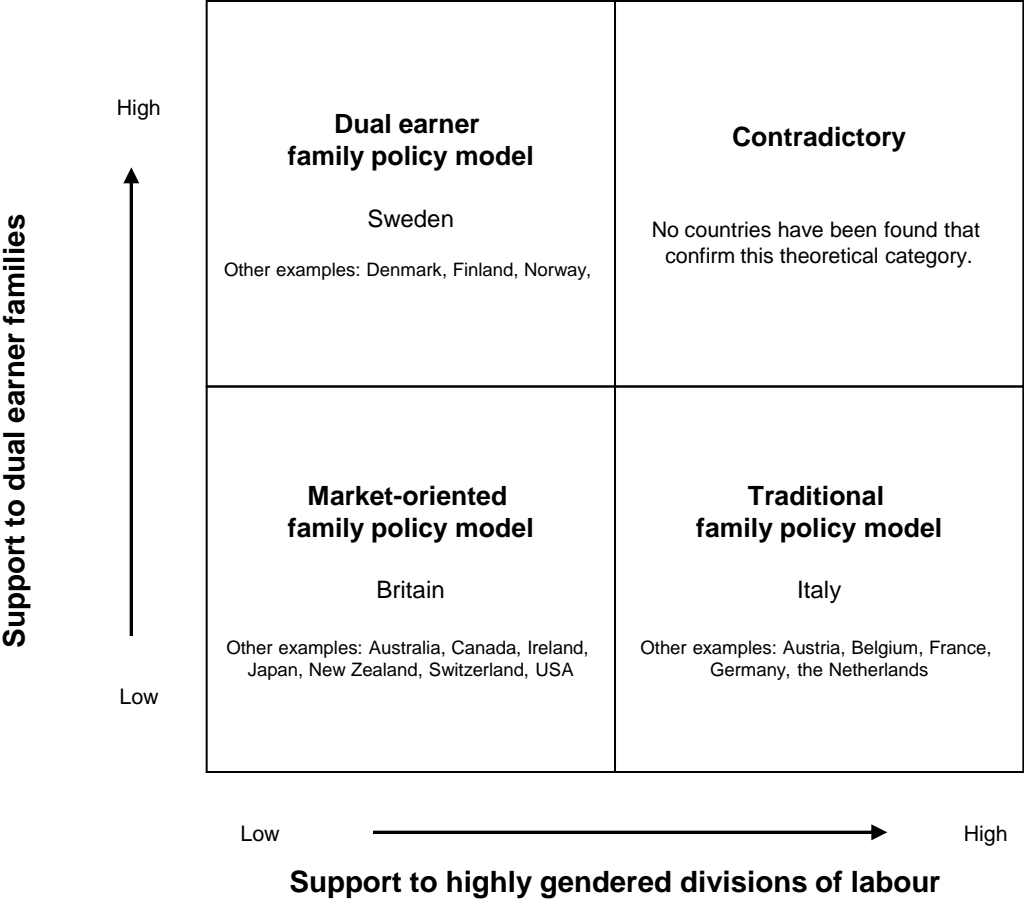 Support to dual earner families
High
Low
Dual earner
family policy model
Sweden
Other examples: Denmark, Finland, Norway,
Contradictory
No countries have been found that
confirm this theoretical category.
Market-oriented
family policy model
Britain
Other examples: Australia, Canada, Ireland,
Japan, New Zealand, Switzerland, USA
Traditional
family policy model
Italy
Other examples: Austria, Belgium, France,
Germany, the Netherlands
Low
High
Support to highly gendered divisions of labour